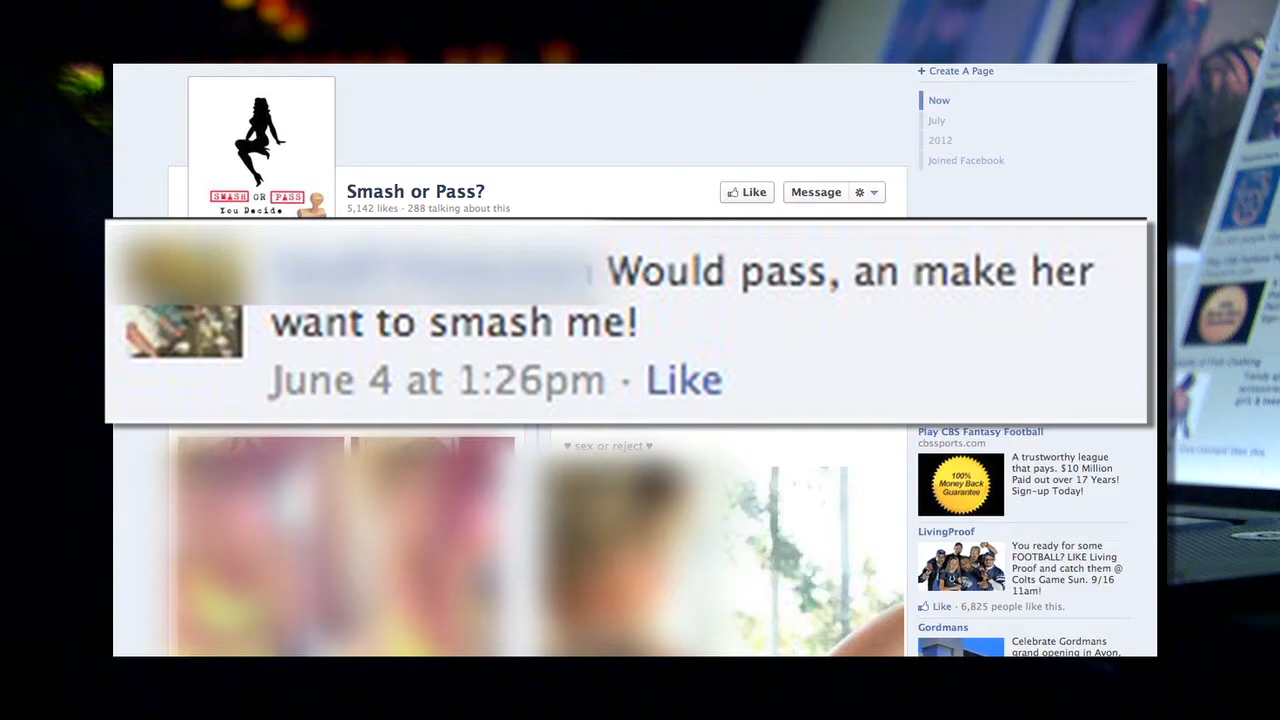 + Create A Page
Now
July
2012
Joined Facebook
SMASH OR PASS
You Decide
Smash or Pass?
5,142 likes · 288 talking about this
Like
Message
Would pass, an make her
want to smash me!
June 4 at 1:26pm · Like
♥ sex or reject ♥
Play CBS Fantasy Football
cbssports.com
100%
Money Back
Guarantee
A trustworthy league
that pays. $10 Million
Paid out over 17 Years!
Sign-up Today!
LivingProof
You ready for some
FOOTBALL? LIKE Living
Proof and catch them @
Colts Game Sun. 9/16
11am!
Like · 6,825 people like this.
Gordmans
Celebrate Gordmans
grand opening in Avon,